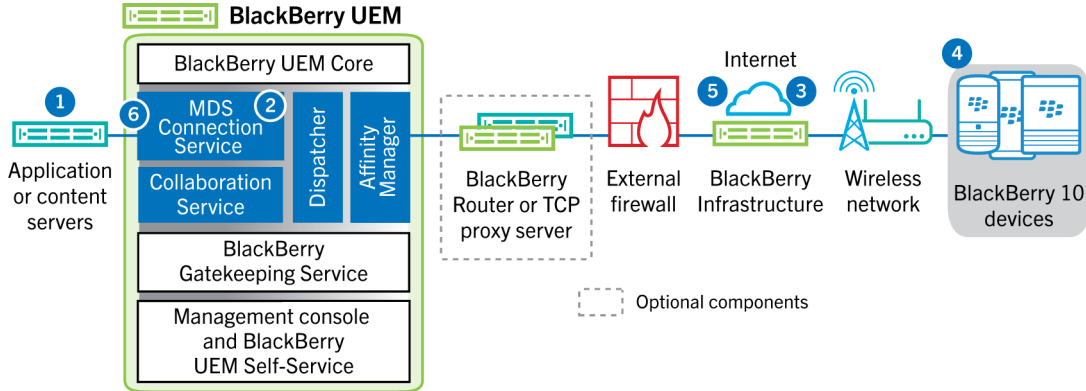 BlackBerry UEM
BlackBerry UEM Core
1
6
MDS
Connection
Service
2
Collaboration
Service
Dispatcher
Affinity
Manager
BlackBerry
Gatekeeping Service
Management console
and BlackBerry
UEM Self-Service
Application
or content
servers
BlackBerry
Router or TCP
proxy server
External
firewall
Internet
5
3
BlackBerry
Infrastructure
Wireless
network
4
BlackBerry 10
devices
Optional components